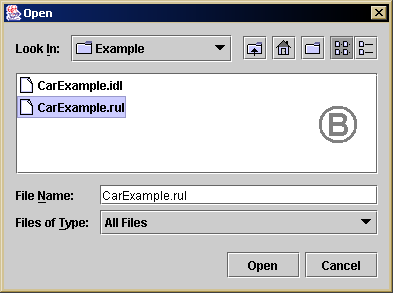 Open
Look In: Example
CarExample.idl
CarExample.rul
B
File Name: CarExample.rul
Files of Type: All Files
Open Cancel